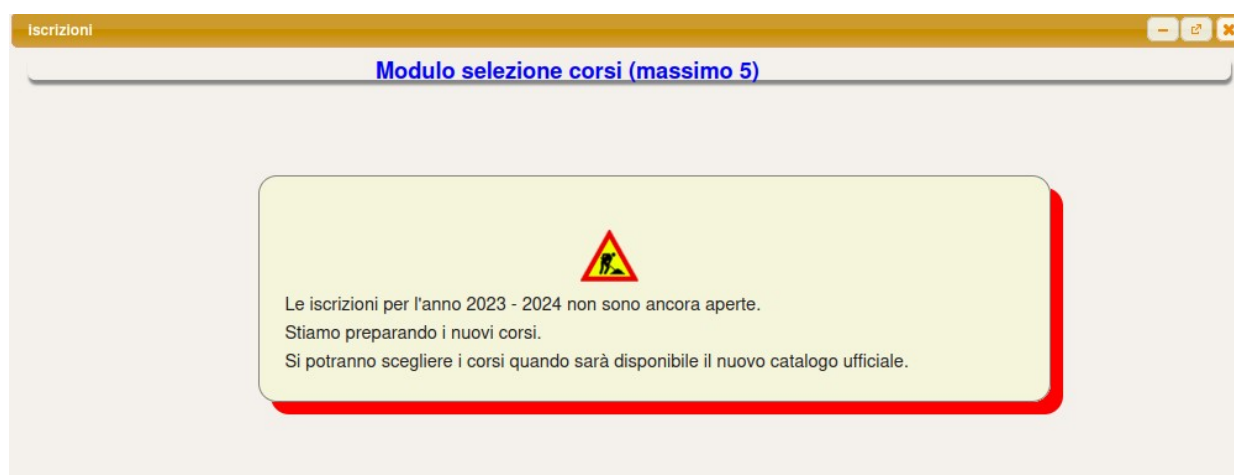 Iscrizioni
Modulo selezione corsi (massimo 5)
Le iscrizioni per l'anno 2023 - 2024 non sono ancora aperte.
Stiamo preparando i nuovi corsi.
Si potranno scegliere i corsi quando sarà disponibile il nuovo catalogo ufficiale.